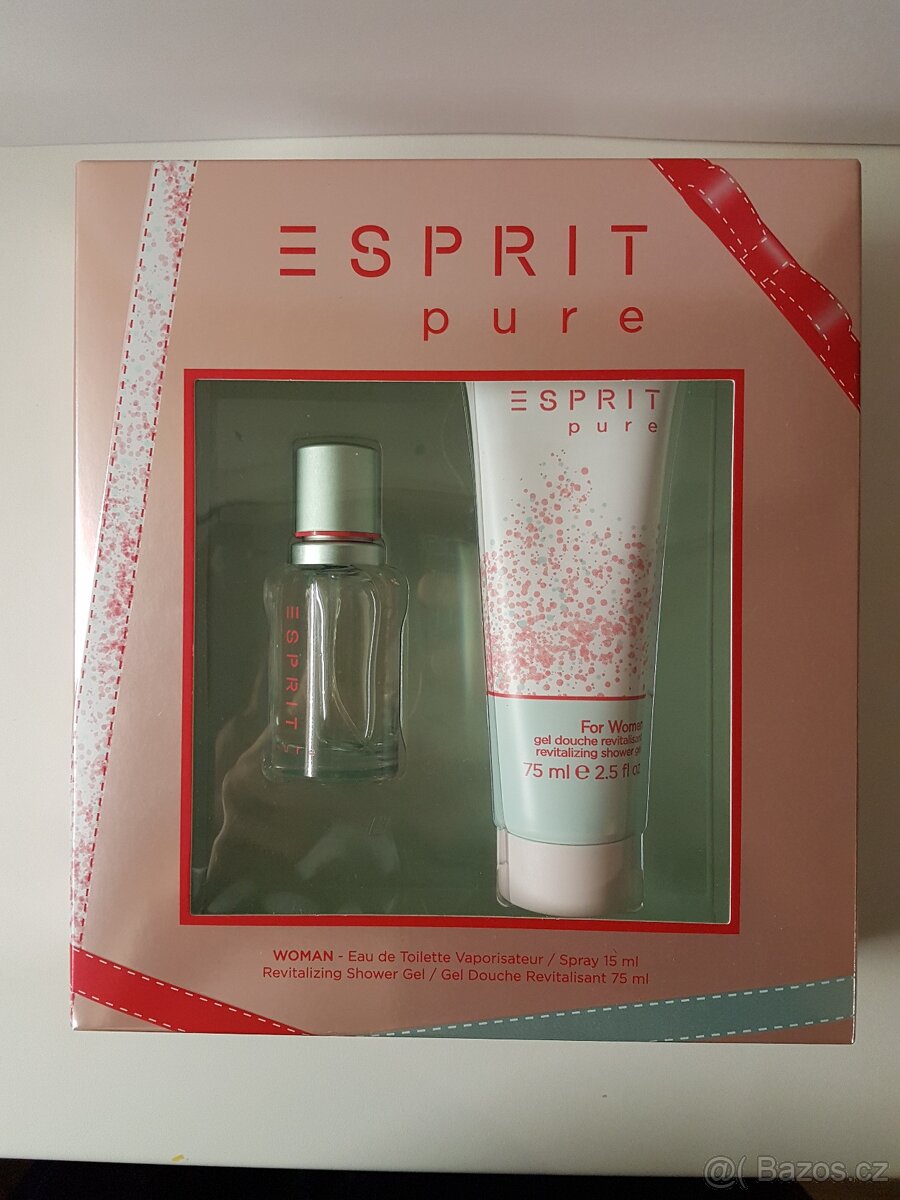 ESPRIT
pure
ESPRIT
pure
ESPRIT
For Women
gel douche revitalisant
revitalizing shower gel
75 ml e 2.5 fl oz
WOMAN - Eau de Toilette Vaporisateur / Spray 15 ml
Revitalizing Shower Gel / Gel Douche Revitalisant 75 ml
@( Bazos.cz